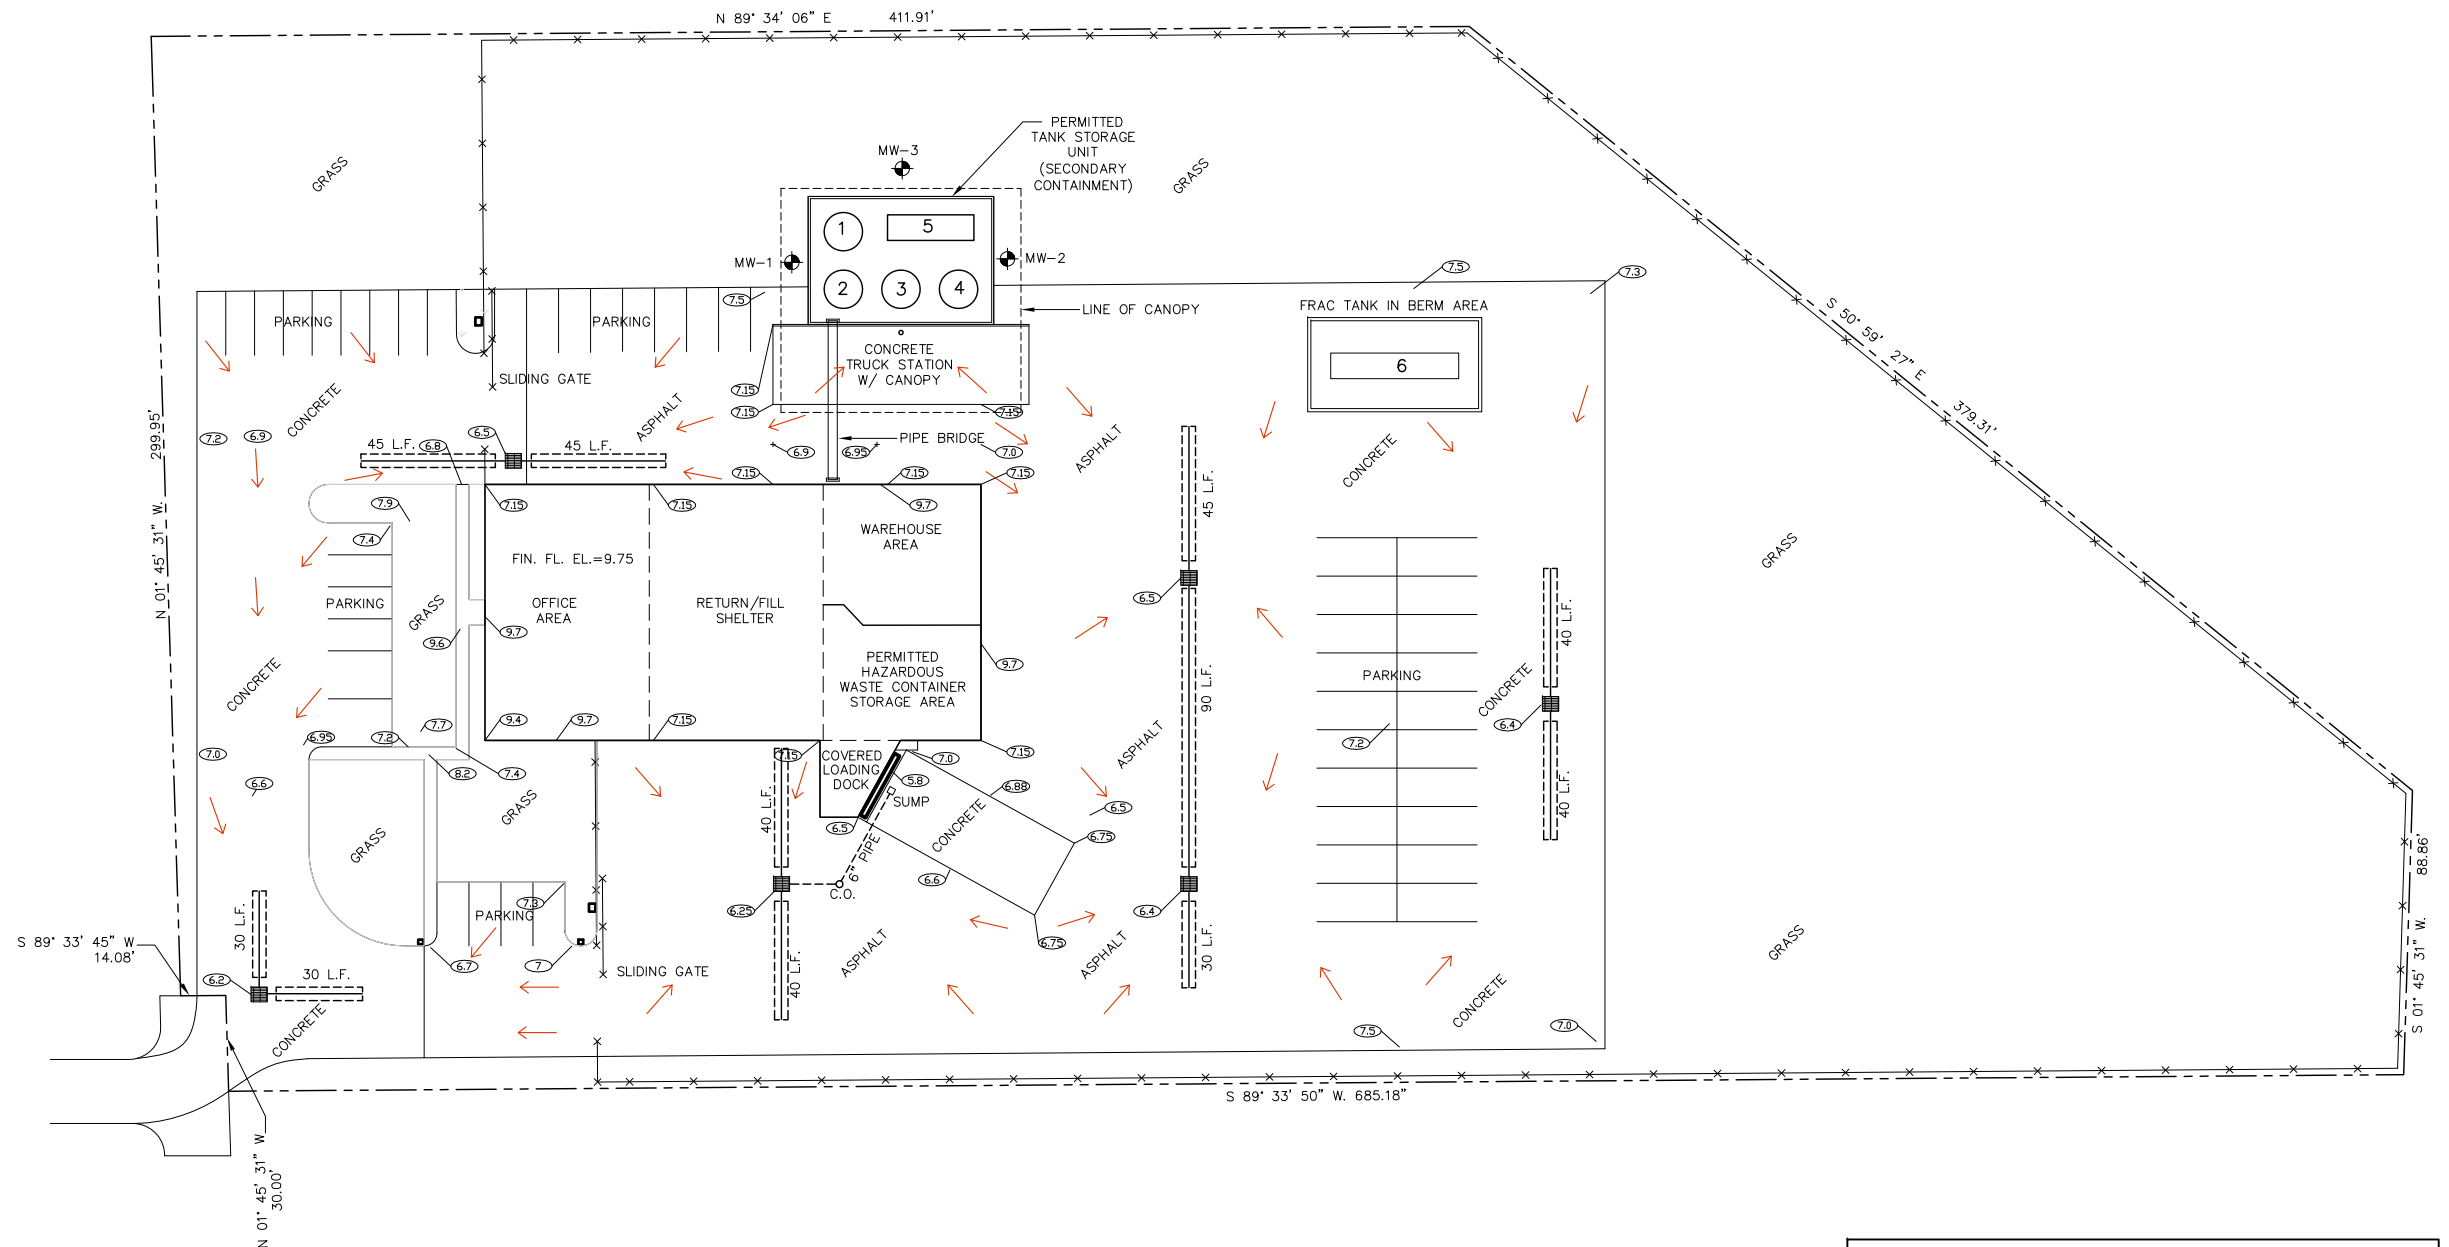 N 89° 34' 06" E 411.91'
PERMITTED
TANK STORAGE
UNIT
(SECONDARY
CONTAINMENT)
MW-3
GRASS
GRASS
1
5
MW-1
MW-2
2
3
4
7.5
7.5
7.3
LINE OF CANOPY
FRAC TANK IN BERM AREA
PARKING
PARKING
CONCRETE
TRUCK STATION
W/ CANOPY
S 50° 59' 27" E
379.31'
6
SLIDING GATE
7.15
CONCRETE
ASPHALT
7.15
7.15
299.95'
N 01° 45' 31" W.
7.2
6.9
45 L.F.
6.8
6.5
45 L.F.
PIPE BRIDGE
6.9
6.95
7.0
ASPHALT
CONCRETE
7.15
7.15
7.15
45 L.F.
7.9
7.15
7.15
9.7
7.4
WAREHOUSE
AREA
FIN. FL. EL.=9.75
GRASS
6.5
PARKING
GRASS
OFFICE
AREA
RETURN/FILL
SHELTER
40 L.F.
9.6
9.7
PERMITTED
HAZARDOUS
WASTE CONTAINER
STORAGE AREA
9.7
CONCRETE
90 L.F.
PARKING
CONCRETE
9.4
9.7
7.15
6.4
6.95
7.2
7.7
7.0
7.15
COVERED
LOADING
DOCK
7.0
7.15
ASPHALT
7.2
8.2
7.4
6.6
5.8
6.88
SUMP
GRASS
40 L.F.
6.5
40 L.F.
6.5
CONCRETE
6.75
GRASS
6" PIPE
C.O.
6.6
88.86'
S 01° 45' 31" W.
7.3
6.25
6.4
PARKING
30 L.F.
6.75
GRASS
S 89° 33' 45" W
14.08'
6.7
7
SLIDING GATE
ASPHALT
ASPHALT
30 L.F.
6.2
30 L.F.
40 L.F.
CONCRETE
CONCRETE
7.5
7.0
S 89° 33' 50" W. 685.18"
N 01° 45' 31" W
30.00'